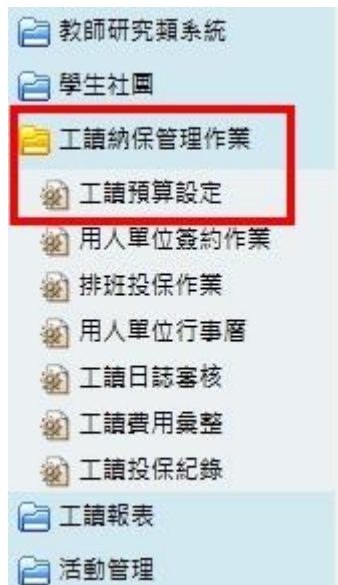 教師研究類系統
學生社團
工讀納保管理作業
工讀預算設定
用人單位簽約作業
排班投保作業
用人單位行事曆
工讀日誌審核
工讀費用彙整
工讀投保紀錄
工讀報表
活動管理